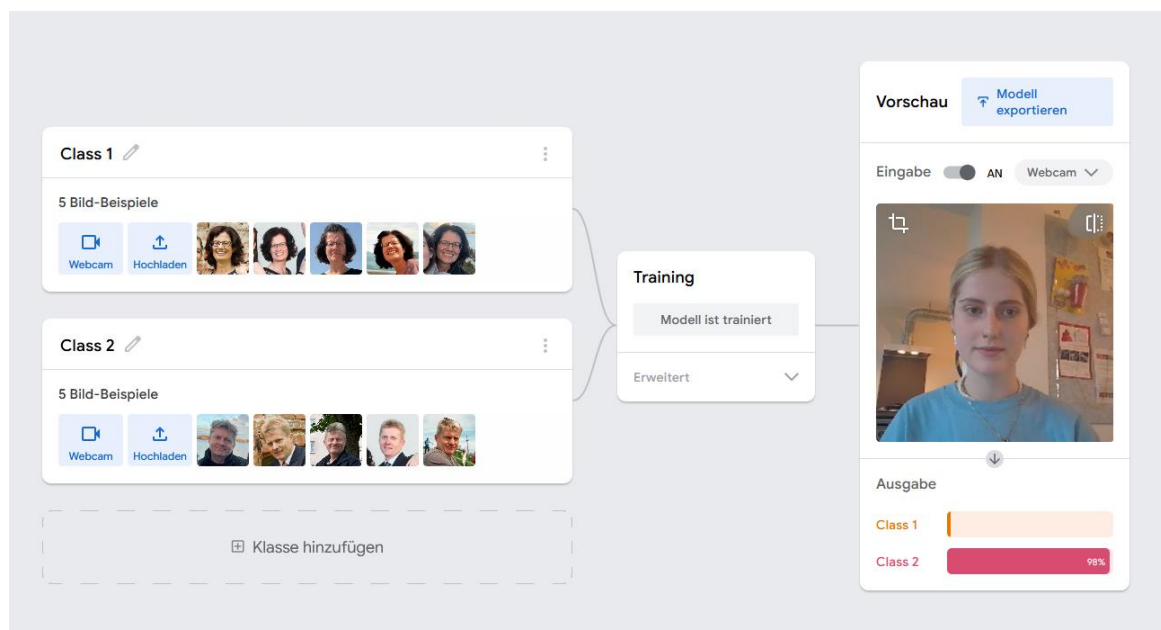 Class 1
5 Bild-Beispiele
Webcam
Hochladen
Class 2
5 Bild-Beispiele
Webcam
Hochladen
Klasse hinzufügen
Training
Modell ist trainiert
Erweitert
Vorschau
Modell
exportieren
Eingabe
AN
Webcam
Ausgabe
Class 1
Class 2
98%